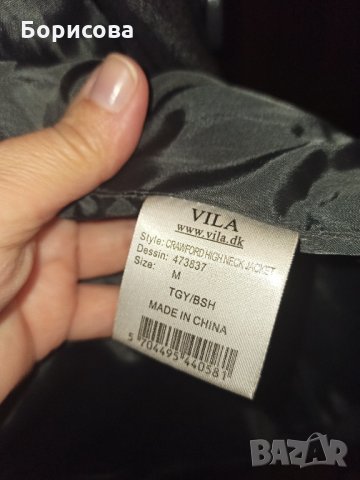 Борисова
VILA
www.vila.dk
Style: CRAWFORD HIGH NECK JACKET
Dessin: 473837
Size: M
TGY/BSH
MADE IN CHINA
5 704495 440581
BAZAR